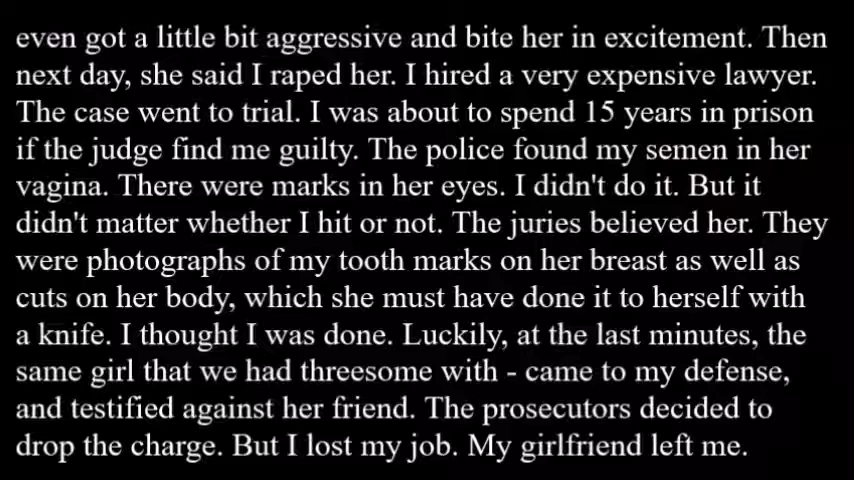 even got a little bit aggressive and bite her in excitement. Then
next day, she said I raped her. I hired a very expensive lawyer.
The case went to trial. I was about to spend 15 years in prison
if the judge find me guilty. The police found my semen in her
vagina. There were marks in her eyes. I didn't do it. But it
didn't matter whether I hit or not. The juries believed her. They
were photographs of my tooth marks on her breast as well as
cuts on her body, which she must have done it to herself with
a knife. I thought I was done. Luckily, at the last minutes, the
same girl that we had threesome with - came to my defense,
and testified against her friend. The prosecutors decided to
drop the charge. But I lost my job. My girlfriend left me.